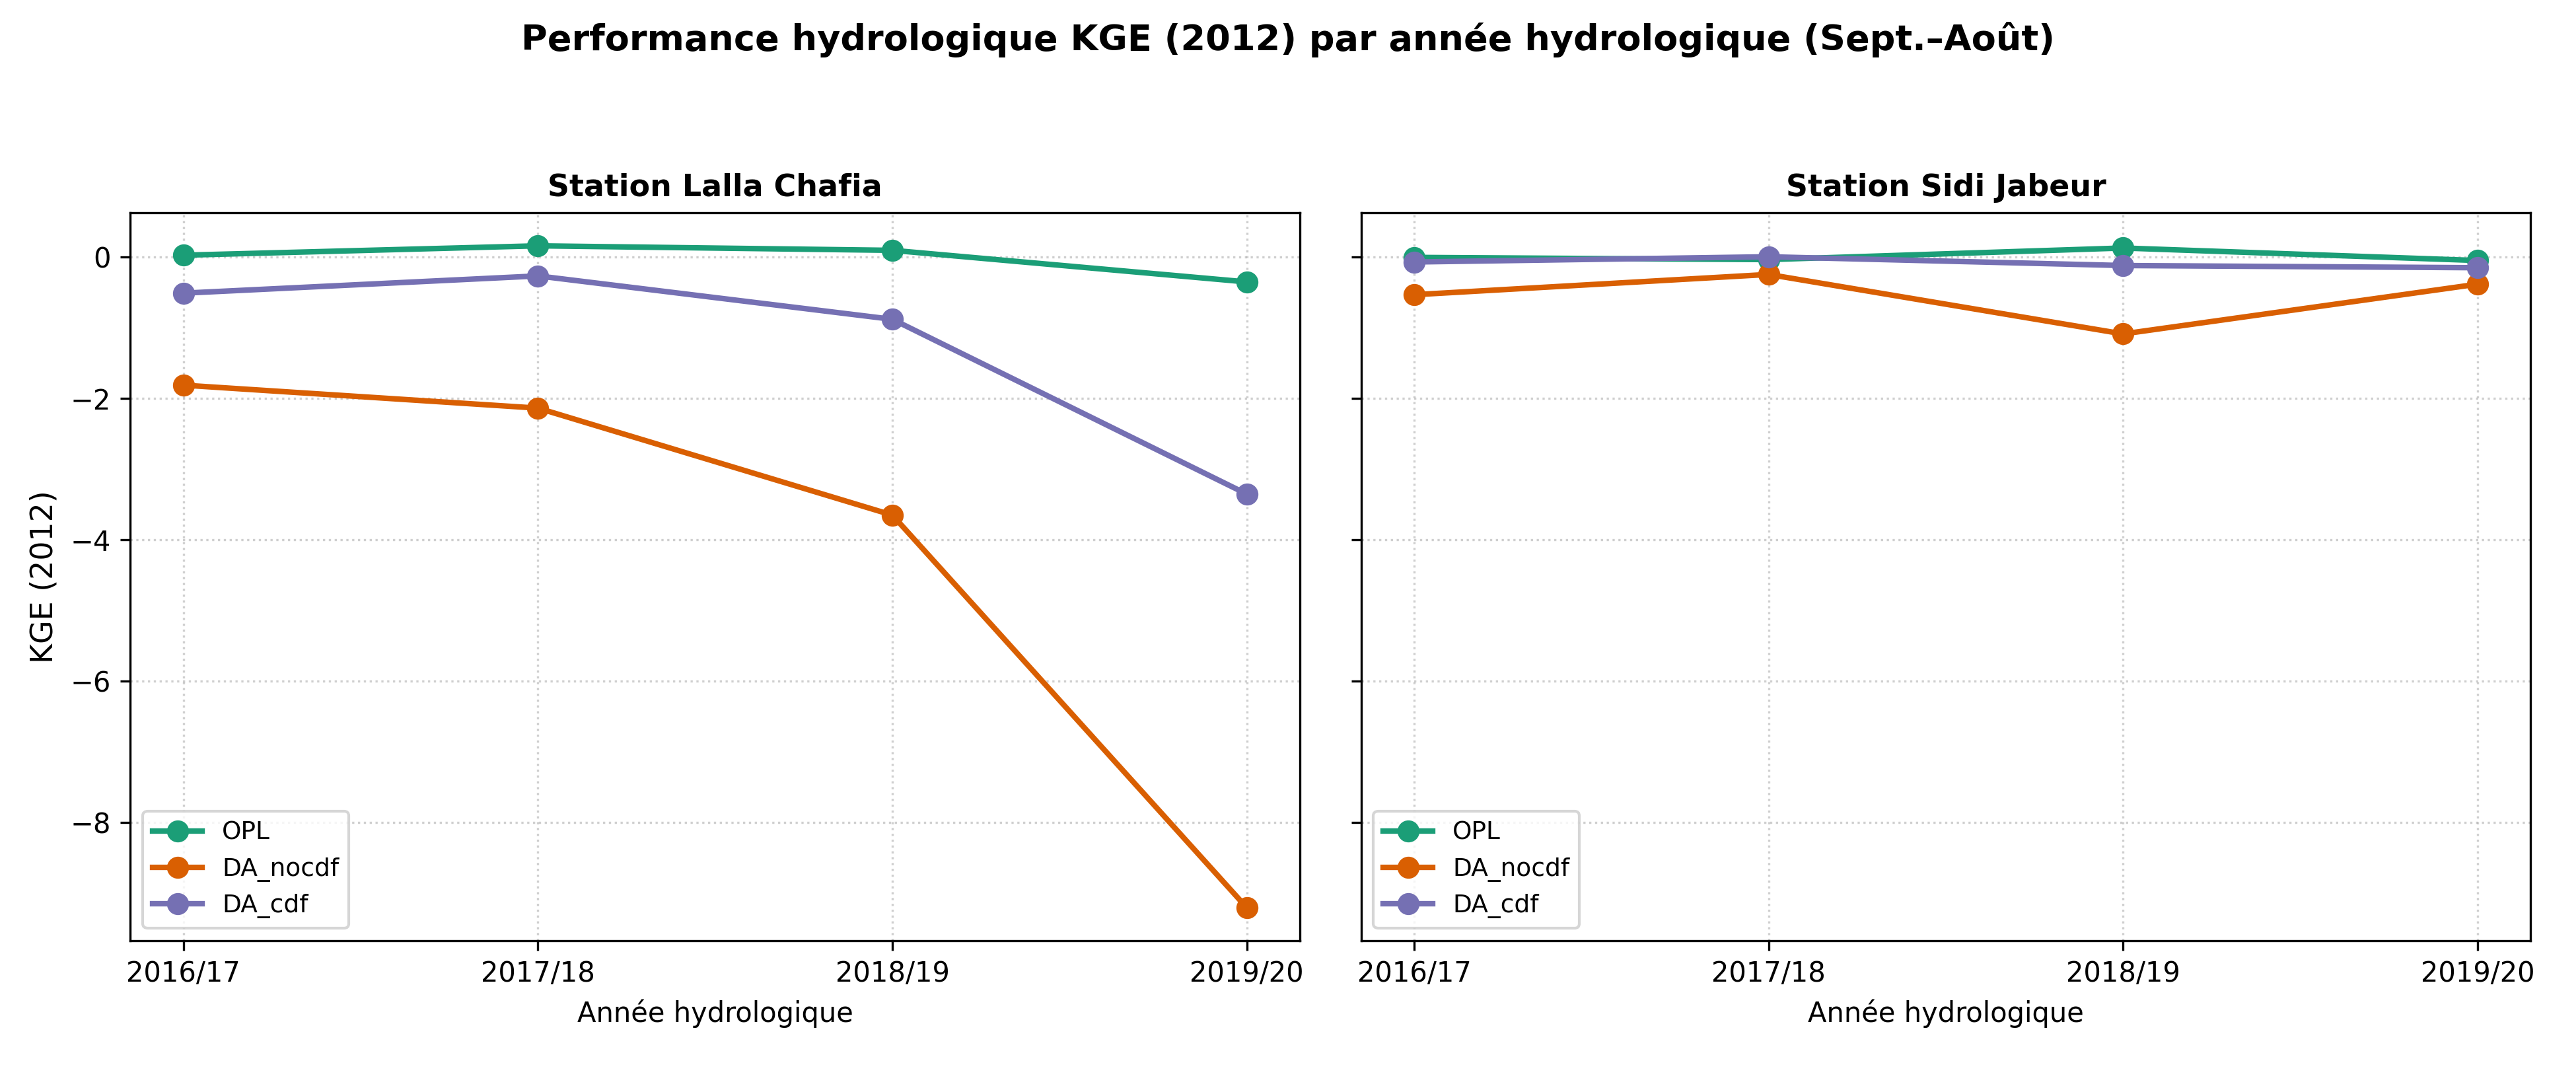 Performance hydrologique KGE (2012) par année hydrologique (Sept.–Août)
Station Lalla Chafia
KGE (2012)
0
−2
−4
−6
−8
OPL
DA_nocdf
DA_cdf
2016/17 2017/18 2018/19 2019/20
Année hydrologique
Station Sidi Jabeur
OPL
DA_nocdf
DA_cdf
2016/17 2017/18 2018/19 2019/20
Année hydrologique